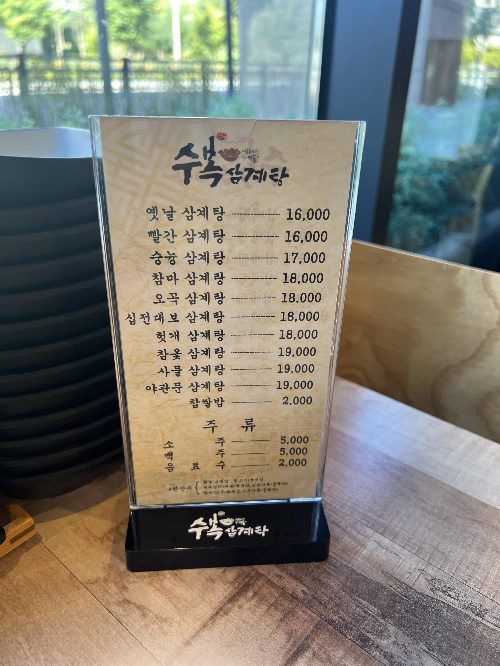 수복 삼계탕
옛날 삼계탕 16,000
빨간 삼계탕 16,000
숭늉 삼계탕 17,000
참마 삼계탕 18,000
오곡 삼계탕 18,000
십전대보 삼계탕 18,000
헛개 삼계탕 18,000
참옻 삼계탕 19,000
사물 삼계탕 19,000
야관문 삼계탕 19,000
참쌀밥 2,000
주 류
소 주 5,000
맥 주 5,000
음 료 수 2,000
수복 삼계탕